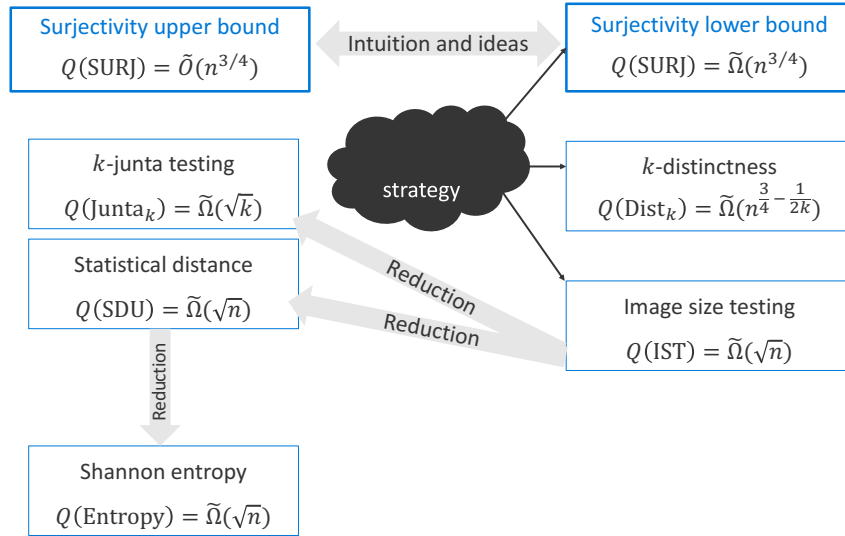 Surjectivity upper bound
Q(SURJ) = Õ(n^{3/4})
Intuition and ideas
Surjectivity lower bound
Q(SURJ) = Ω̃(n^{3/4})
strategy
k-junta testing
Q(Junta_k) = Ω̃(√k)
k-distinctness
Q(Dist_k) = Ω̃(n^{3/4 − 1/2k})
Statistical distance
Q(SDU) = Ω̃(√n)
Reduction
Reduction
Image size testing
Q(IST) = Ω̃(√n)
Reduction
Shannon entropy
Q(Entropy) = Ω̃(√n)